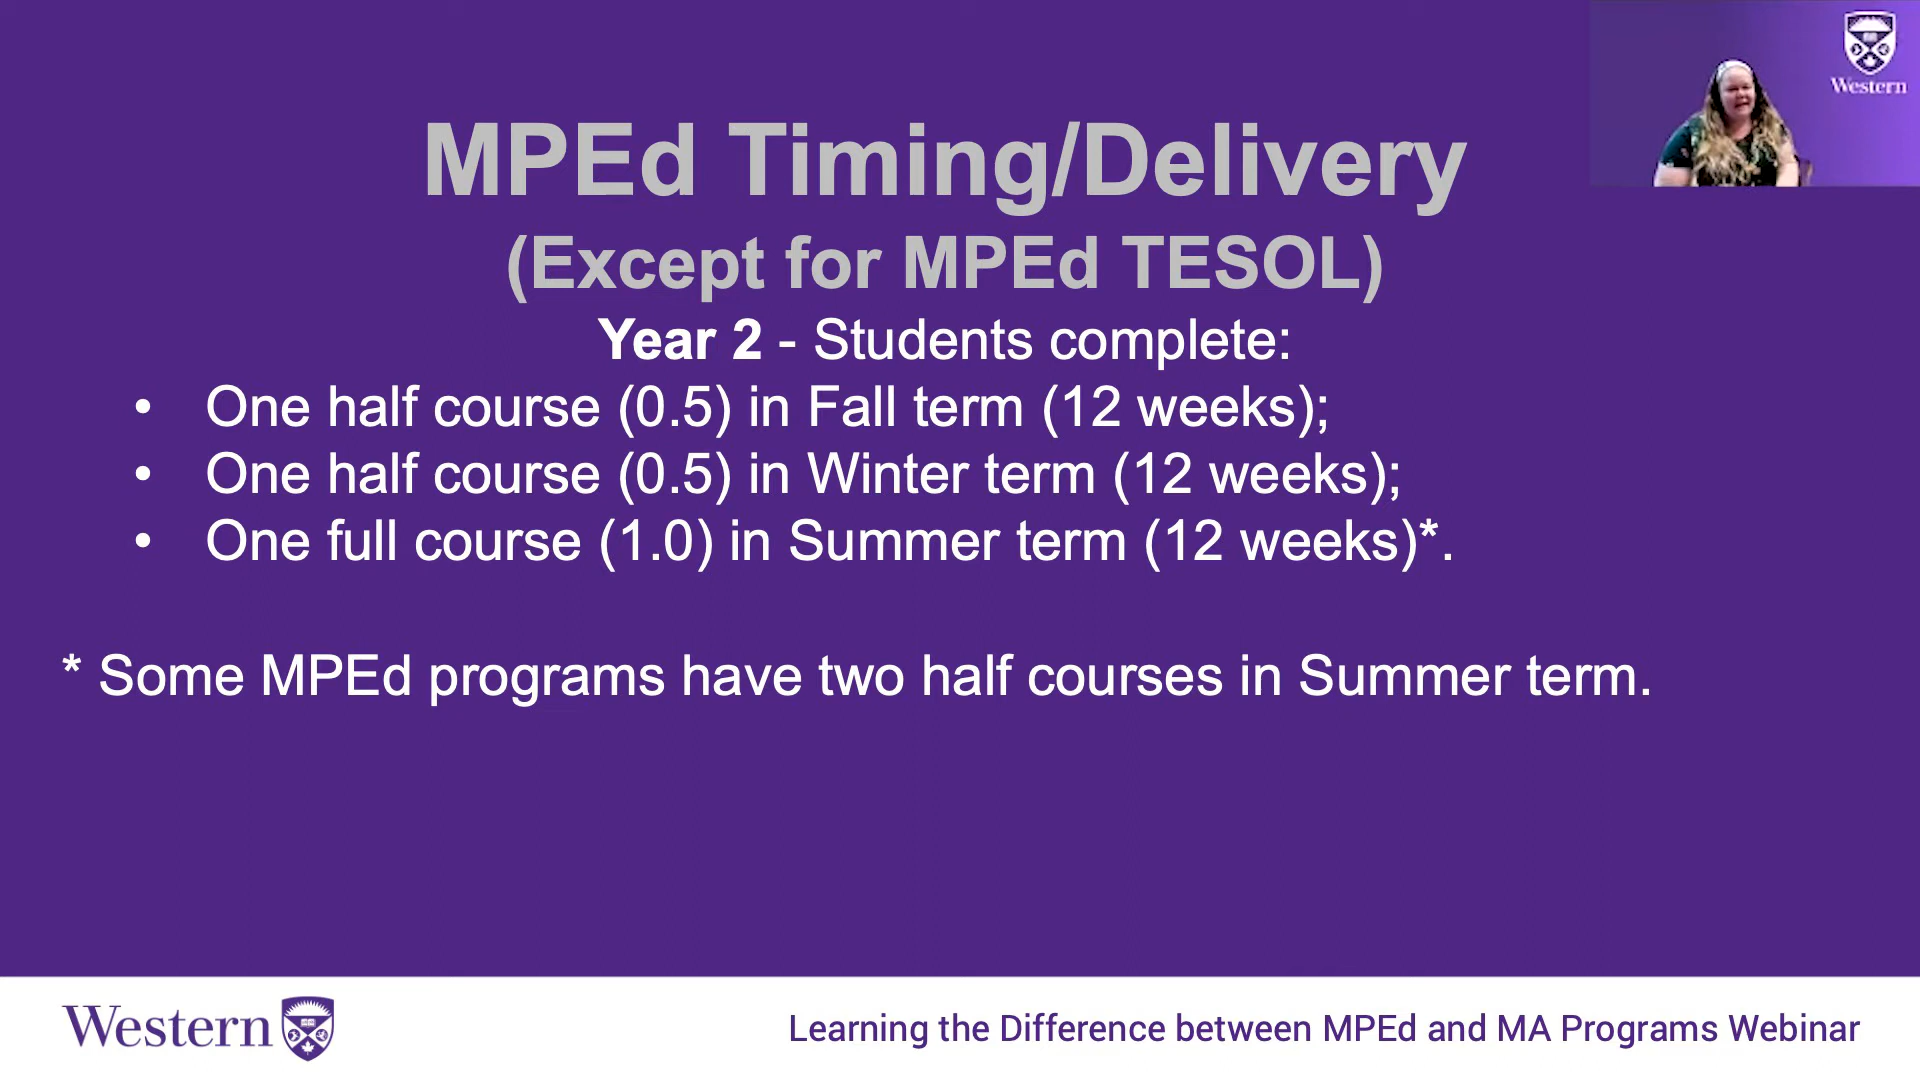 Western
MPEd Timing/Delivery
(Except for MPEd TESOL)
Year 2 - Students complete:
• One half course (0.5) in Fall term (12 weeks);
• One half course (0.5) in Winter term (12 weeks);
• One full course (1.0) in Summer term (12 weeks)*.
* Some MPEd programs have two half courses in Summer term.
Western
Learning the Difference between MPEd and MA Programs Webinar